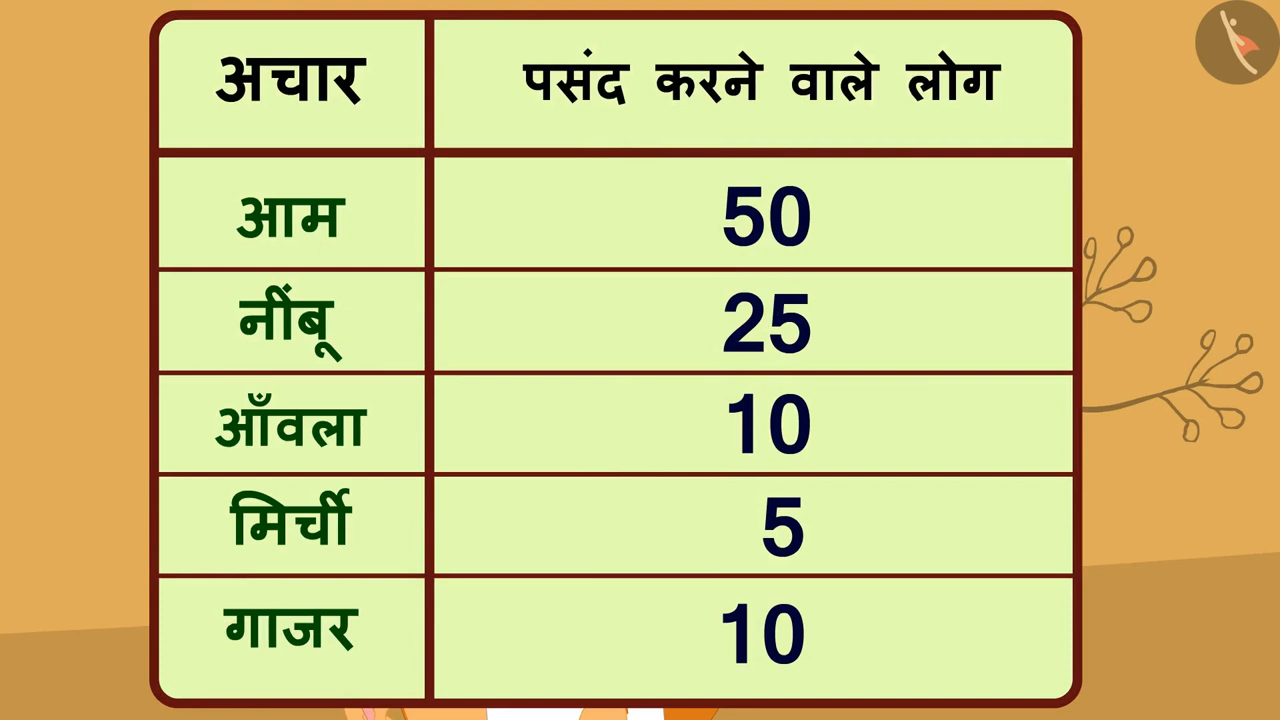 अचार पसंद करने वाले लोग
आम 50
नींबू 25
आँवला 10
मिर्ची 5
गाजर 10